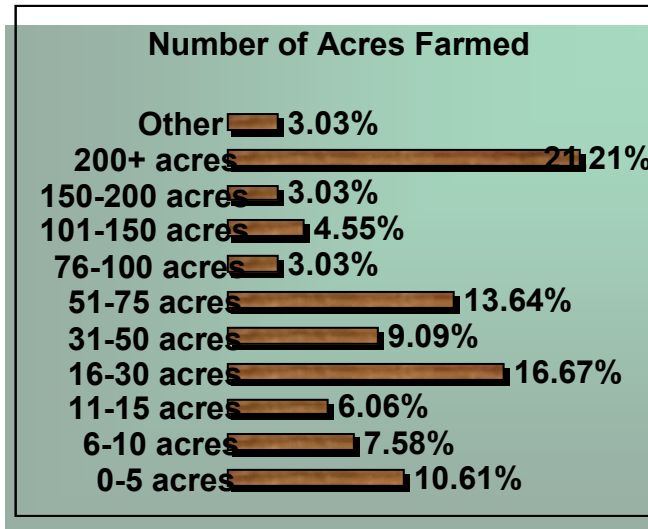 Number of Acres Farmed
Other 3.03%
200+ acres 21.21%
150-200 acres 3.03%
101-150 acres 4.55%
76-100 acres 3.03%
51-75 acres 13.64%
31-50 acres 9.09%
16-30 acres 16.67%
11-15 acres 6.06%
6-10 acres 7.58%
0-5 acres 10.61%